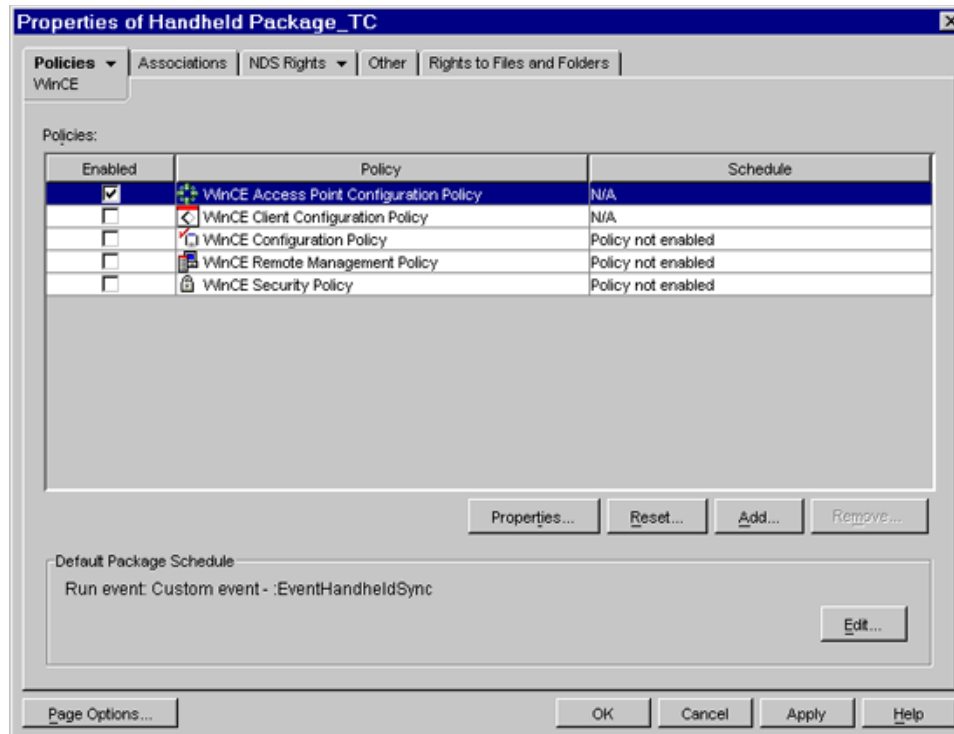 Properties of Handheld Package_TC
Policies Associations NDS Rights Other Rights to Files and Folders
WinCE
Policies:
Enabled Policy Schedule
WinCE Access Point Configuration Policy N/A
WinCE Client Configuration Policy N/A
WinCE Configuration Policy Policy not enabled
WinCE Remote Management Policy Policy not enabled
WinCE Security Policy Policy not enabled
Properties... Reset... Add... Remove...
Default Package Schedule
Run event: Custom event - :EventHandheldSync
Edit...
Page Options... OK Cancel Apply Help